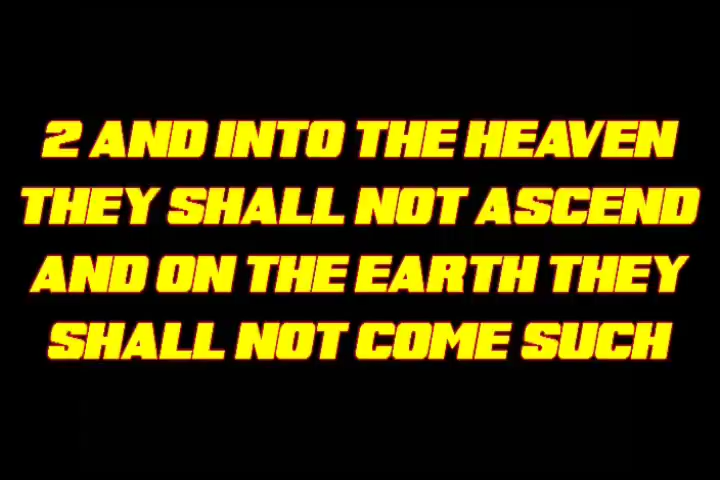 2 AND INTO THE HEAVEN
THEY SHALL NOT ASCEND
AND ON THE EARTH THEY
SHALL NOT COME SUCH